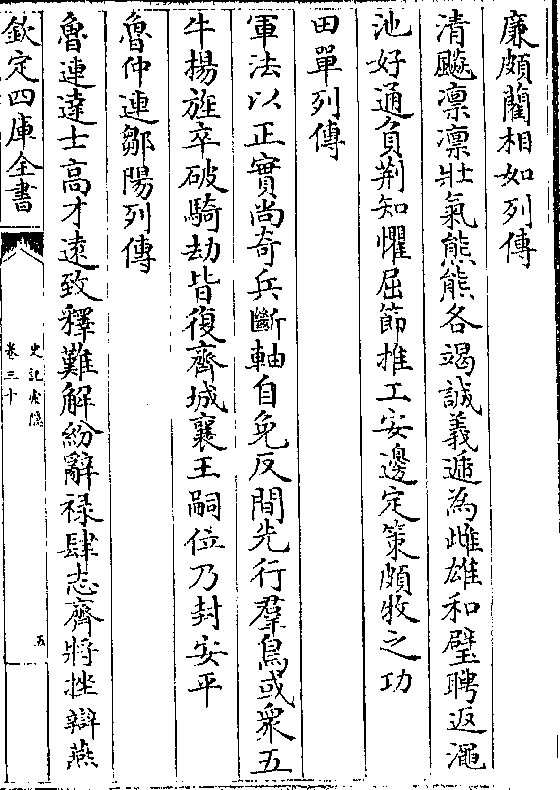 廉頗藺相如列傳
清飈凛凛壯氣熊熊各竭誠義遞為雌雄和璧聘返澠
池好通負荆知懼屈節推工安邊定策頗牧之功
田單列傳
軍法以正實尚奇兵斷軸自免反間先行羣鳥或衆五
牛揚旌卒破騎劫皆復齊城襄王嗣位乃封安平
魯仲連鄒陽列傳
魯連逹士高才逺致釋難解紛辭禄肆志齊將挫辯燕
欽定四庫全書
史記索隱
卷三十
五